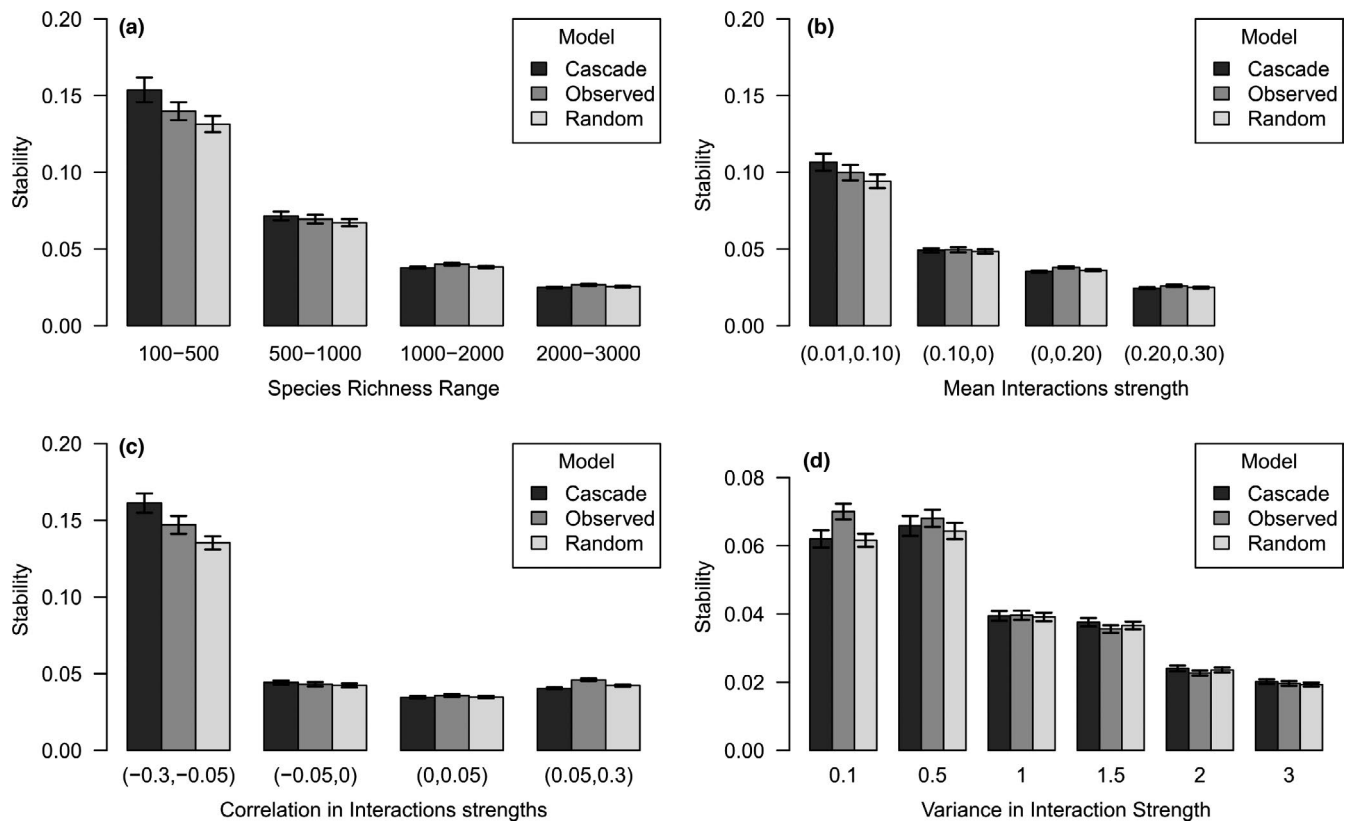 (a)
Model
Cascade
Observed
Random
0.20
0.15
0.10
0.05
0.00
Stability
100−500 500−1000 1000−2000 2000−3000
Species Richness Range
(b)
Model
Cascade
Observed
Random
0.20
0.15
0.10
0.05
0.00
Stability
(0.01,0.10) (0.10,0) (0,0.20) (0.20,0.30)
Mean Interactions strength
(c)
Model
Cascade
Observed
Random
0.20
0.15
0.10
0.05
0.00
Stability
(−0.3,−0.05) (−0.05,0) (0,0.05) (0.05,0.3)
Correlation in Interactions strengths
(d)
Model
Cascade
Observed
Random
0.08
0.06
0.04
0.02
0.00
Stability
0.1 0.5 1 1.5 2 3
Variance in Interaction Strength